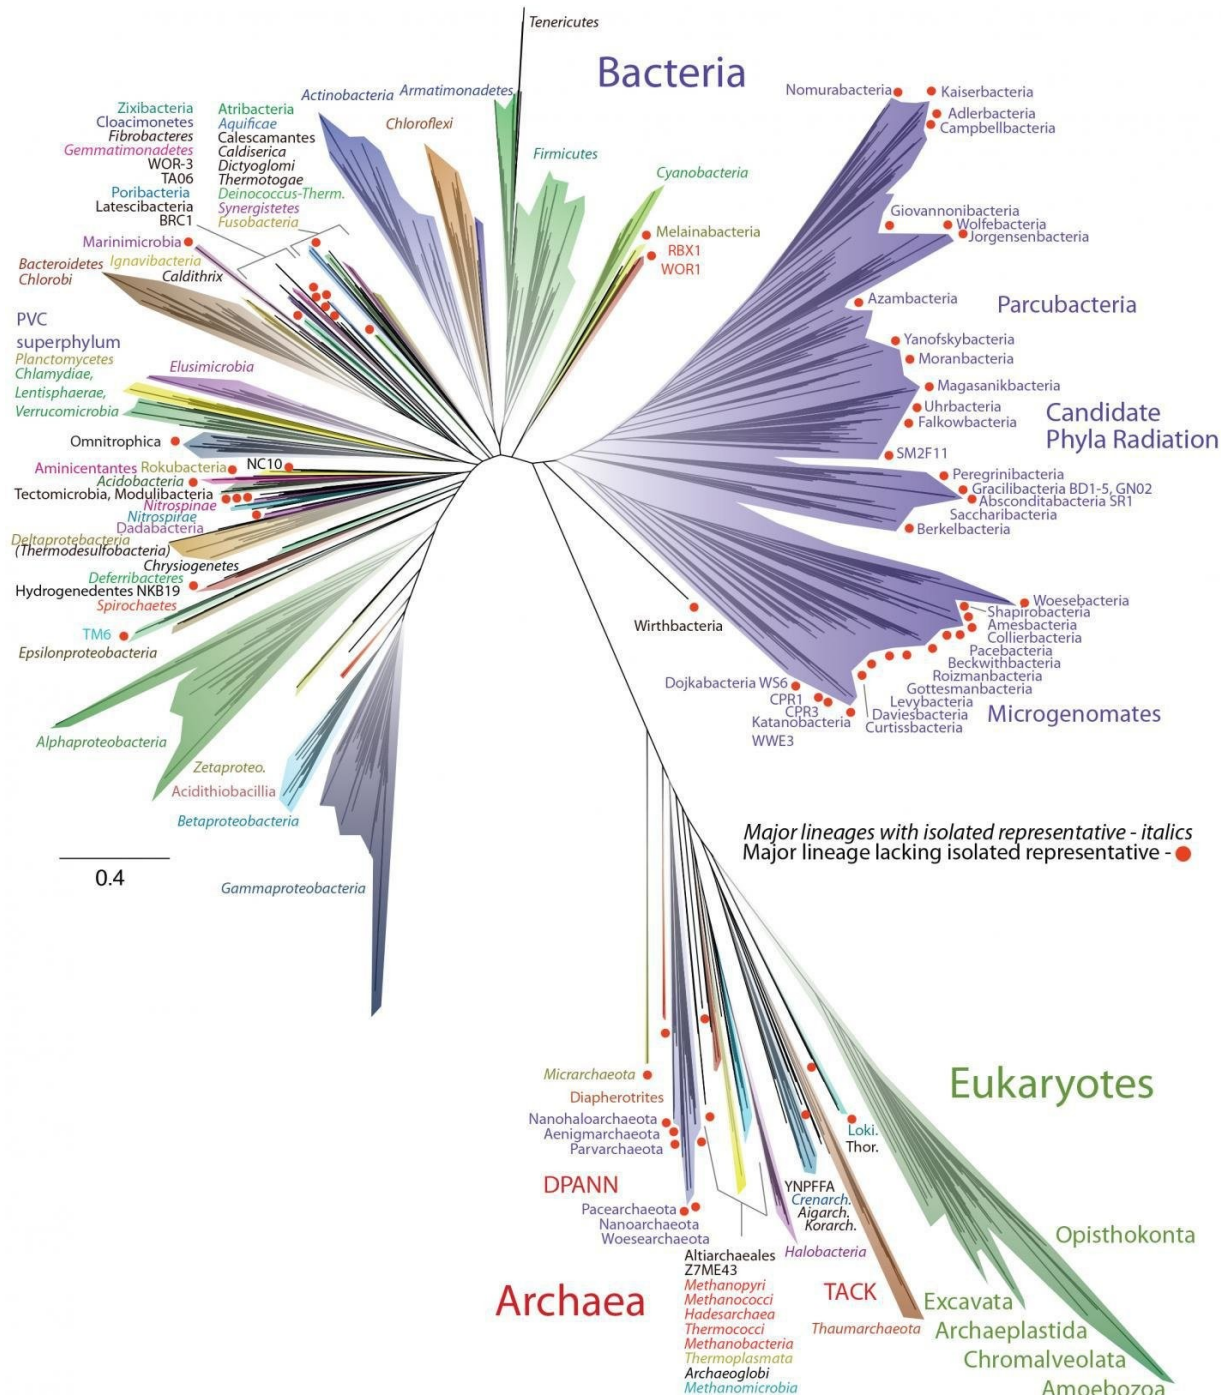 Tenericutes
Bacteria
Actinobacteria
Armatimonadetes
Nomurabacteria
Kaiserbacteria
Adlerbacteria
Campbellbacteria
Zixibacteria
Cloacimonetes
Fibrobacteres
Gemmatimonadetes
WOR-3
TA06
Poribacteria
Latescibacteria
BRC1
Atribacteria
Aquificae
Calescamantes
Caldiserica
Dictyoglomi
Thermotogae
Deinococcus-Therm.
Synergistetes
Fusobacteria
Chloroflexi
Firmicutes
Cyanobacteria
Melainabacteria
RBX1
WOR1
Giovannonibacteria
Wolfebacteria
Jorgensenbacteria
Marinimicrobia
Bacteroidetes
Chlorobi
Ignavibacteria
Caldithrix
Azambacteria
Parcubacteria
PVC
superphylum
Planctomycetes
Chlamydiae,
Lentisphaerae,
Verrucomicrobia
Elusimicrobia
Yanofskybacteria
Moranbacteria
Magasanikbacteria
Uhrbacteria
Falkowbacteria
Candidate
Phyla Radiation
Omnitrophica
SM2F11
Aminicentantes Rokubacteria NC10
Acidobacteria
Tectomicrobia, Modulibacteria
Nitrospinae
Nitrospirae
Dadabacteria
Deltaprotebacteria
(Thermodesulfobacteria)
Chrysiogenetes
Deferribacteres
Hydrogenedentes NKB19
Spirochaetes
TM6
Epsilonproteobacteria
Peregrinibacteria
Gracilibacteria BD1-5, GN02
Absconditabacteria SR1
Saccharibacteria
Berkelbacteria
Wirthbacteria
Woesebacteria
Shapirobacteria
Amesbacteria
Collierbacteria
Pacebacteria
Beckwithbacteria
Roizmanbacteria
Gottesmanbacteria
Levybacteria
Daviesbacteria
Curtissbacteria
Microgenomates
Dojkabacteria WS6
CPR1
CPR3
Katanobacteria
WWE3
Alphaproteobacteria
Zetaproteo.
Acidithiobacillia
Betaproteobacteria
Gammaproteobacteria
0.4
Major lineages with isolated representative - italics
Major lineage lacking isolated representative -
Micrarchaeota
Diapherotrites
Nanohaloarchaeota
Aenigmarchaeota
Parvarchaeota
DPANN
Pacearchaeota
Nanoarchaeota
Woesearchaeota
Archaea
Altiarchaeales
Z7ME43
Methanopyri
Methanococci
Hadesarchaea
Thermococci
Methanobacteria
Thermoplasmata
Archaeoglobi
Methanomicrobia
Halobacteria
YNPFFA
Crenarch.
Aigarch.
Korarch.
Loki.
Thor.
TACK
Thaumarchaeota
Eukaryotes
Opisthokonta
Excavata
Archaeplastida
Chromalveolata
Amoebozoa